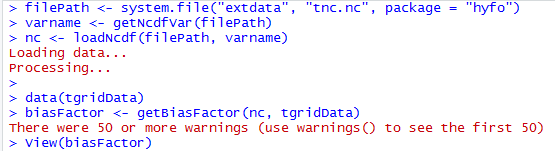 > filePath <- system.file("extdata", "tnc.nc", package = "hyfo")
> varname <- getNcdfVar(filePath)
> nc <- loadNcdf(filePath, varname)
Loading data...
Processing...
>
> data(tgridData)
> biasFactor <- getBiasFactor(nc, tgridData)
There were 50 or more warnings (use warnings() to see the first 50)
> View(biasFactor)